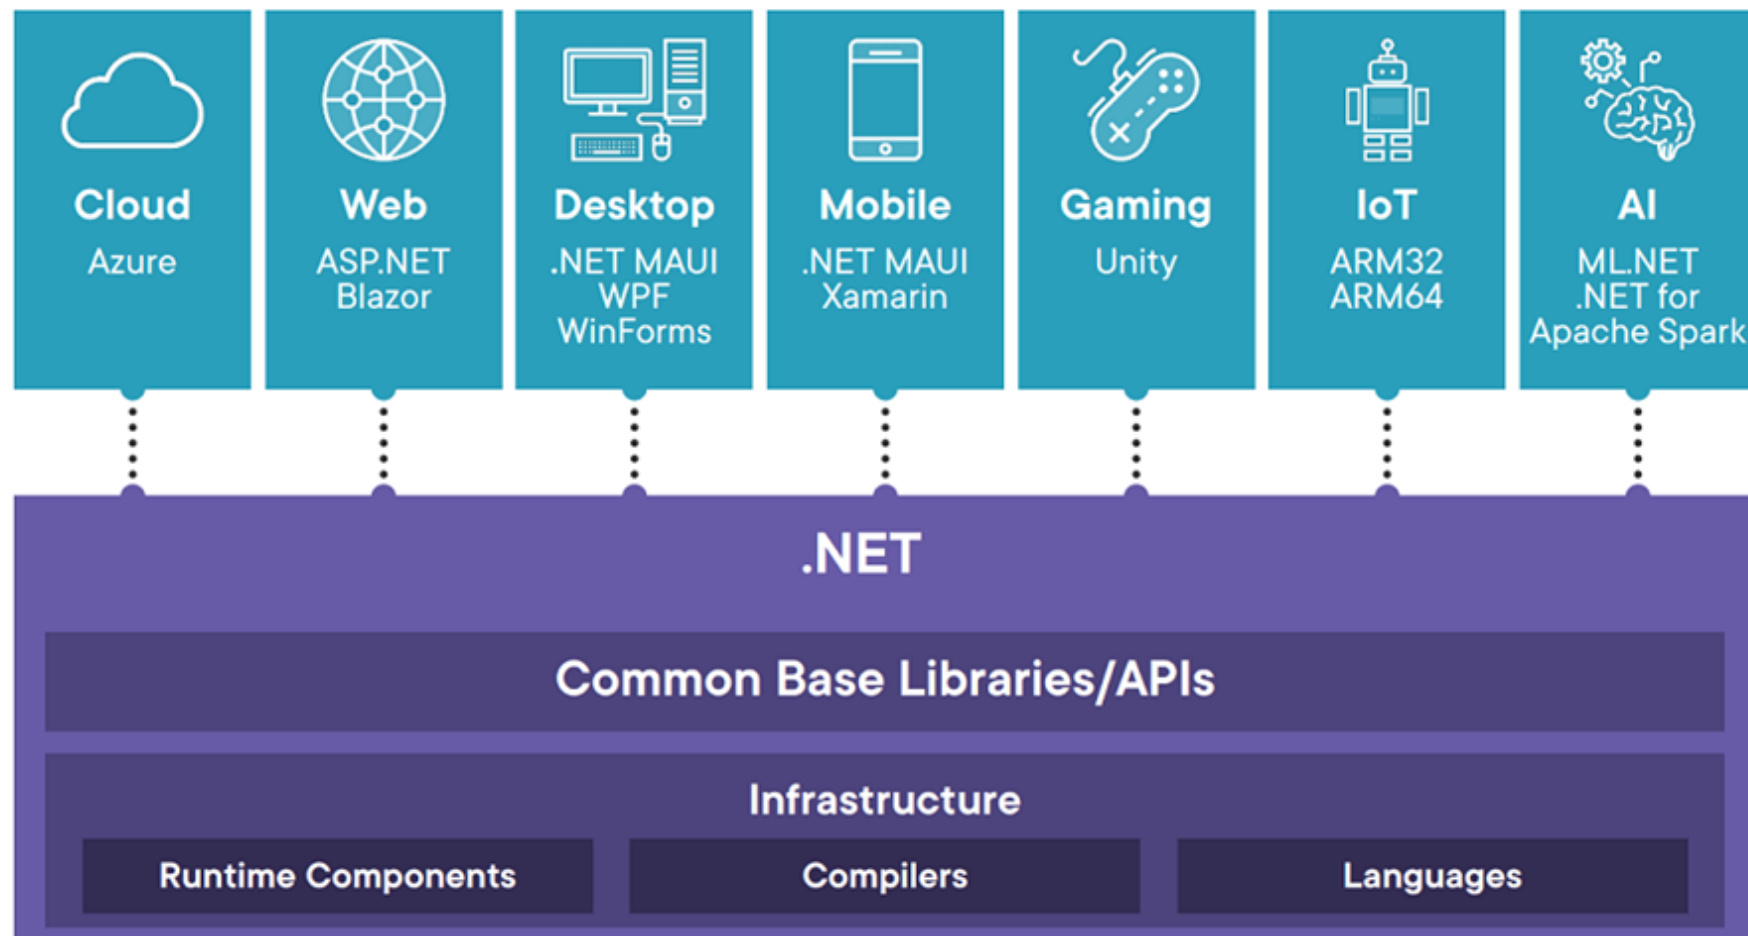 Cloud
Azure
Web
ASP.NET
Blazor
Desktop
.NET MAUI
WPF
WinForms
Mobile
.NET MAUI
Xamarin
Gaming
Unity
IoT
ARM32
ARM64
AI
ML.NET
.NET for
Apache Spark
.NET
Common Base Libraries/APIs
Infrastructure
Runtime Components
Compilers
Languages